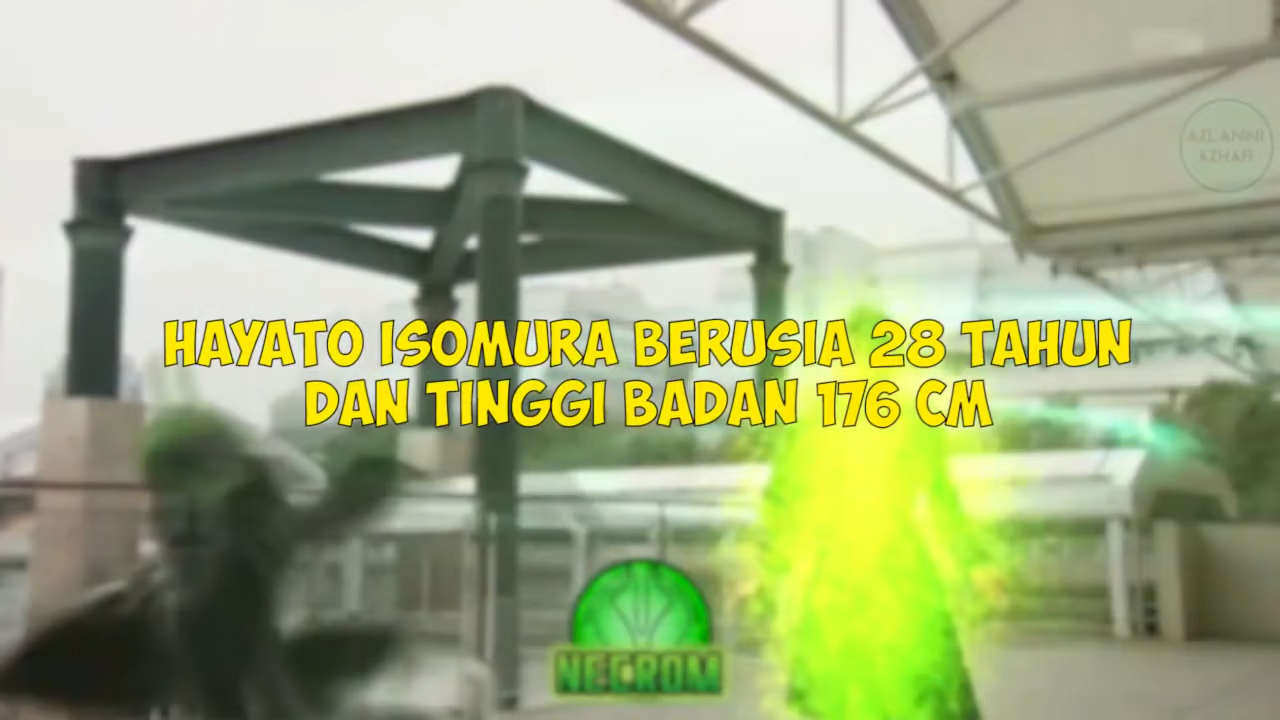 AZLANNI
AZHAR
HAYATO ISOMURA BERUSIA 28 TAHUN
DAN TINGGI BADAN 176 CM
NECROM